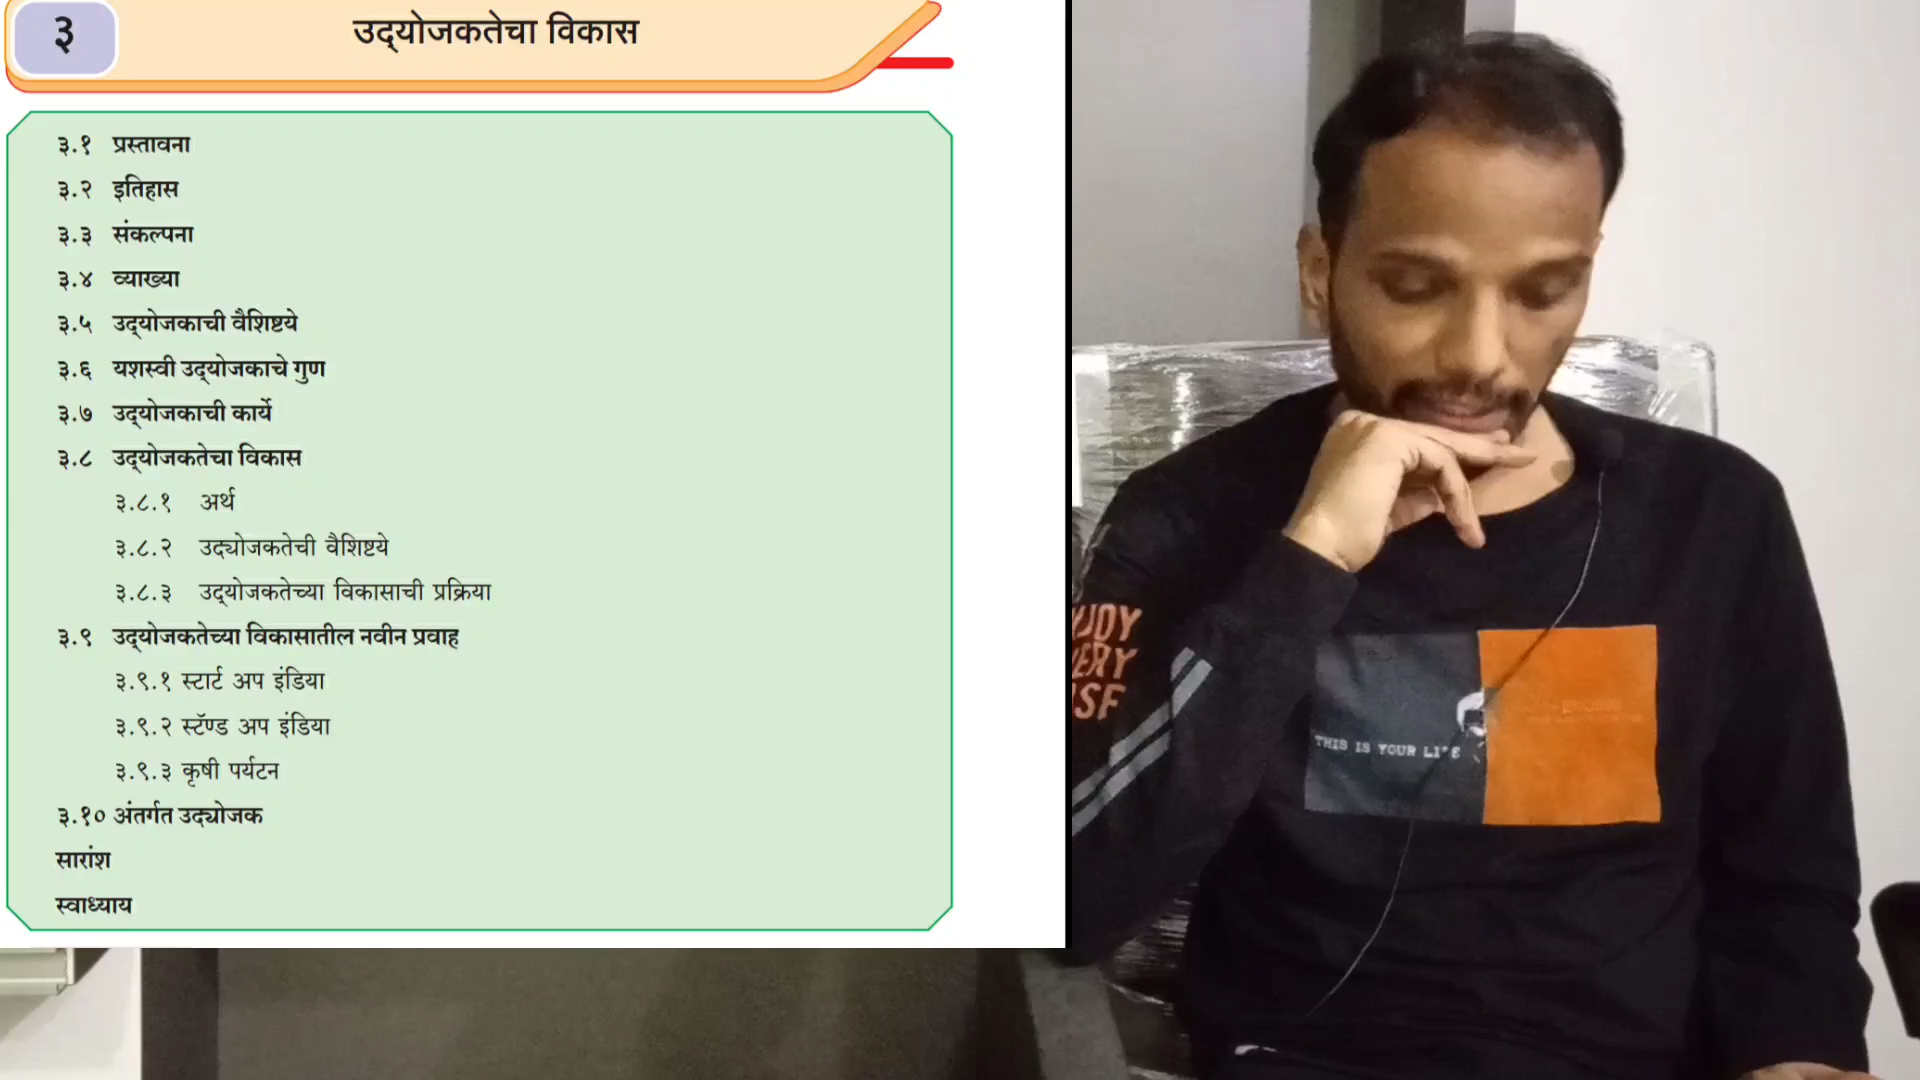 ३
उद्‌योजकतेचा विकास
३.१ प्रस्तावना
३.२ इतिहास
३.३ संकल्पना
३.४ व्याख्या
३.५ उद्‌योजकाची वैशिष्टये
३.६ यशस्वी उद्‌योजकाचे गुण
३.७ उद्‌योजकाची कार्ये
३.८ उद्‌योजकतेचा विकास
३.८.१ अर्थ
३.८.२ उद्योजकतेची वैशिष्टये
३.८.३ उद्‌योजकतेच्या विकासाची प्रक्रिया
३.९ उद्‌योजकतेच्या विकासातील नवीन प्रवाह
३.९.१ स्टार्ट अप इंडिया
३.९.२ स्टॅण्ड अप इंडिया
३.९.३ कृषी पर्यटन
३.१० अंतर्गत उद्योजक
सारांश
स्वाध्याय
THIS IS YOUR LIFE